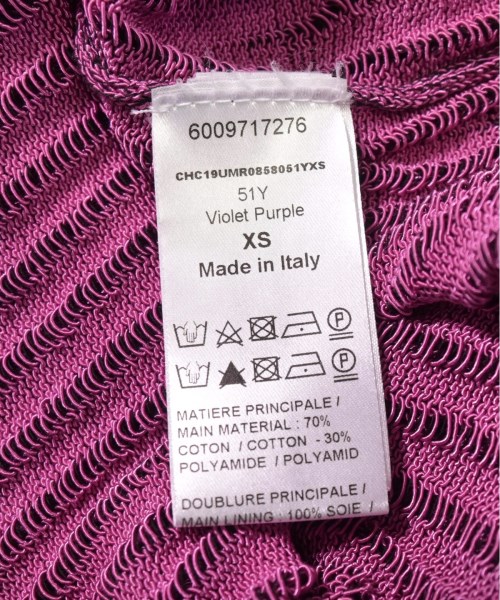 6009717276
CHC19UMR0858051YXS
51Y
Violet Purple
XS
Made in Italy
P
P
MATIERE PRINCIPALE /
MAIN MATERIAL : 70%
COTON / COTTON - 30%
POLYAMIDE / POLYAMID
DOUBLURE PRINCIPALE /
MAIN LINING : 100% SOIE /